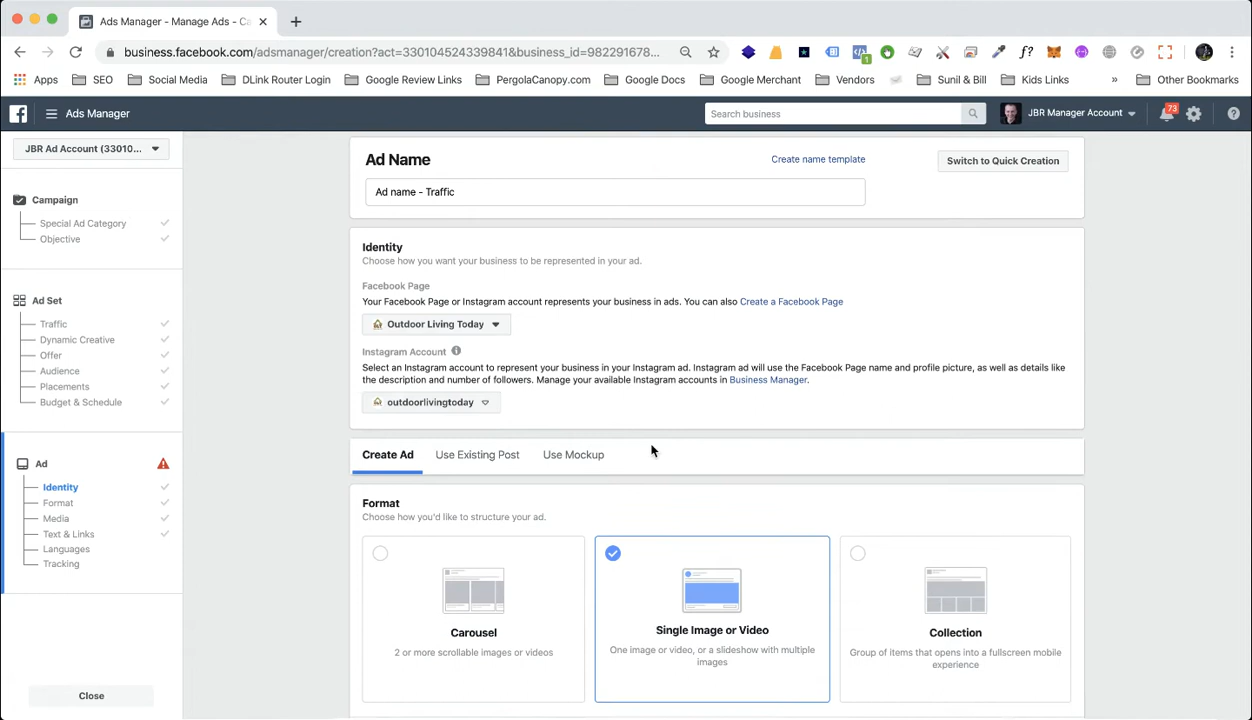 Ads Manager - Manage Ads - Ca
business.facebook.com/adsmanager/creation?act=330104524339841&business_id=982291678...
1
Apps
SEO
Social Media
DLink Router Login
Google Review Links
PergolaCanopy.com
Google Docs
Google Merchant
Vendors
Sunil & Bill
Kids Links
»
Other Bookmarks
Ads Manager
Search business
JBR Manager Account
73
JBR Ad Account (33010...
Campaign
Special Ad Category
Objective
Ad Set
Traffic
Dynamic Creative
Offer
Audience
Placements
Budget & Schedule
Ad
Identity
Format
Media
Text & Links
Languages
Tracking
Close
Ad Name
Create name template
Switch to Quick Creation
Ad name - Traffic
Identity
Choose how you want your business to be represented in your ad.
Facebook Page
Your Facebook Page or Instagram account represents your business in ads. You can also Create a Facebook Page
Outdoor Living Today
Instagram Account
Select an Instagram account to represent your business in your Instagram ad. Instagram ad will use the Facebook Page name and profile picture, as well as details like
the description and number of followers. Manage your available Instagram accounts in Business Manager.
outdoorlivingtoday
Create Ad
Use Existing Post
Use Mockup
Format
Choose how you'd like to structure your ad.
Carousel
2 or more scrollable images or videos
Single Image or Video
One image or video, or a slideshow with multiple
images
Collection
Group of items that opens into a fullscreen mobile
experience